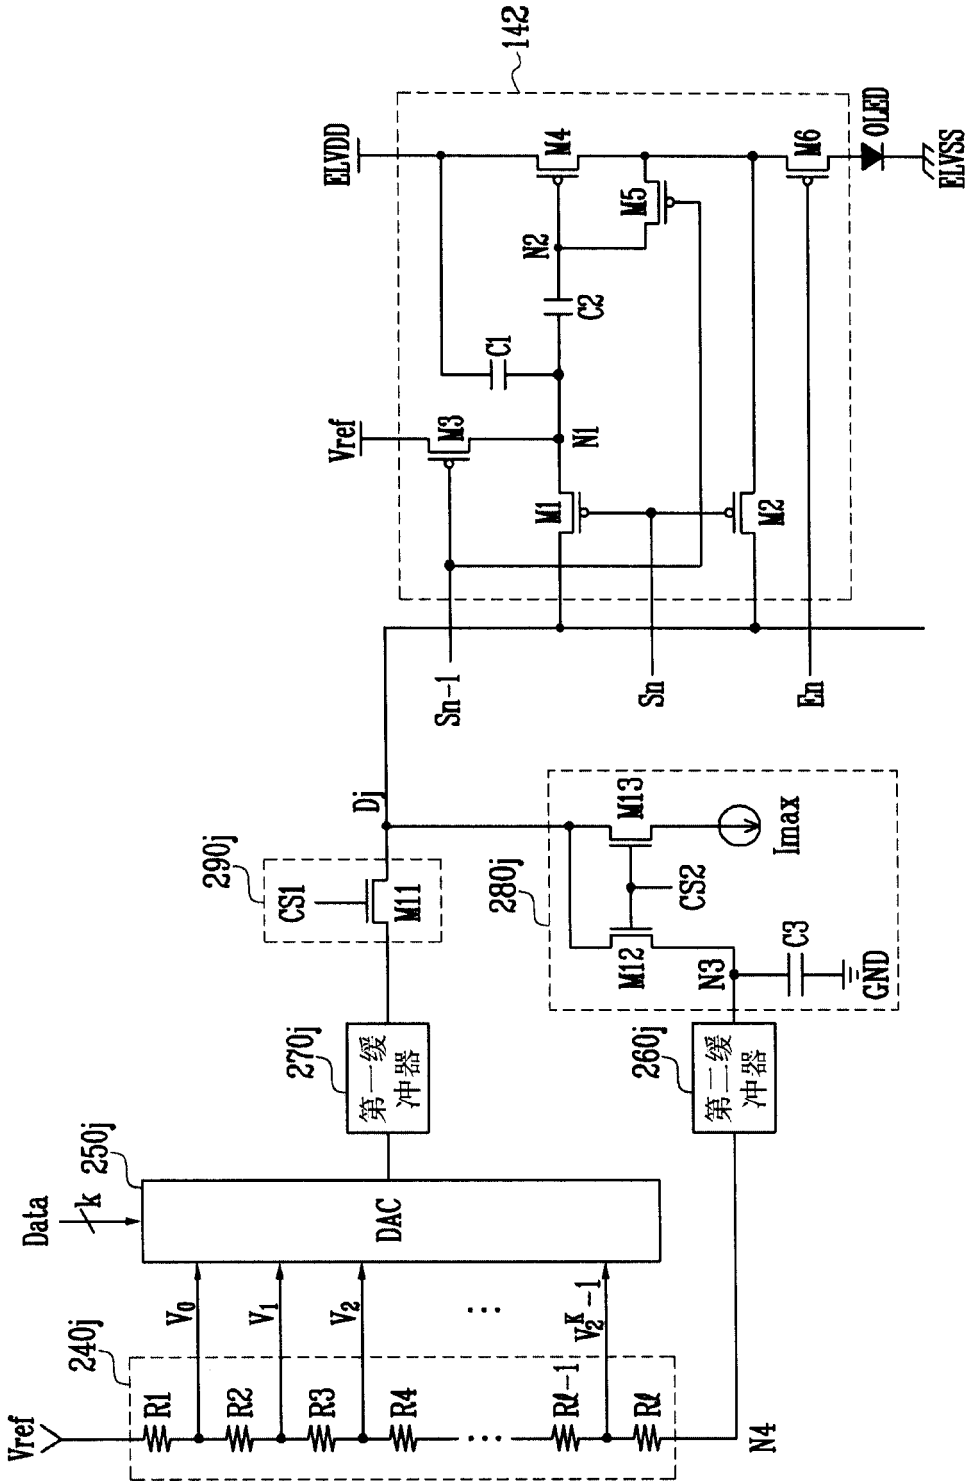 Vref
240j
R1
R2
R3
R4
...
Rℓ-1
Rℓ
N4
V0
V1
V2
...
V2^K-1
Data
k
250j
DAC
270j
第一缓
冲器
260j
第二缓
冲器
290j
CS1
M11
Dj
280j
M12
M13
CS2
N3
C3
GND
Imax
Sn-1
Sn
En
142
Vref
M3
N1
M1
M2
C1
C2
N2
ELVDD
M4
M5
M6
OLED
ELVSS